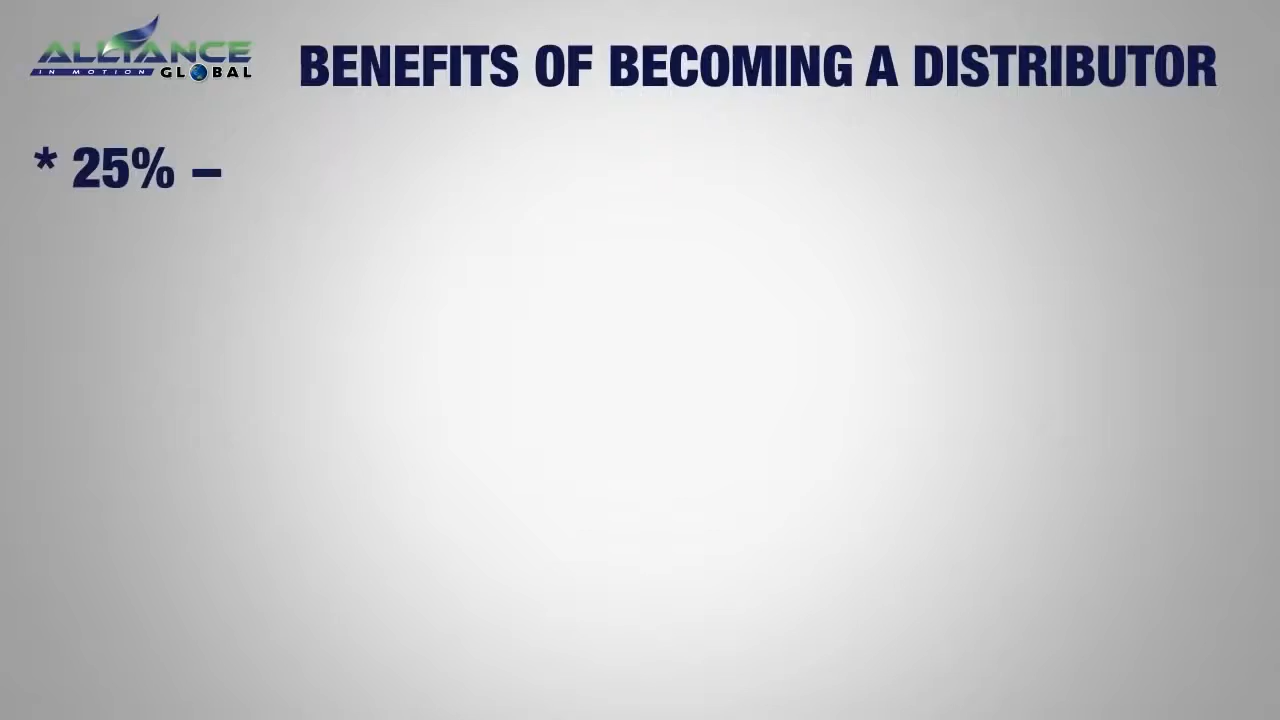 ALLIANCE
IN MOTION GLOBAL
BENEFITS OF BECOMING A DISTRIBUTOR
* 25% –